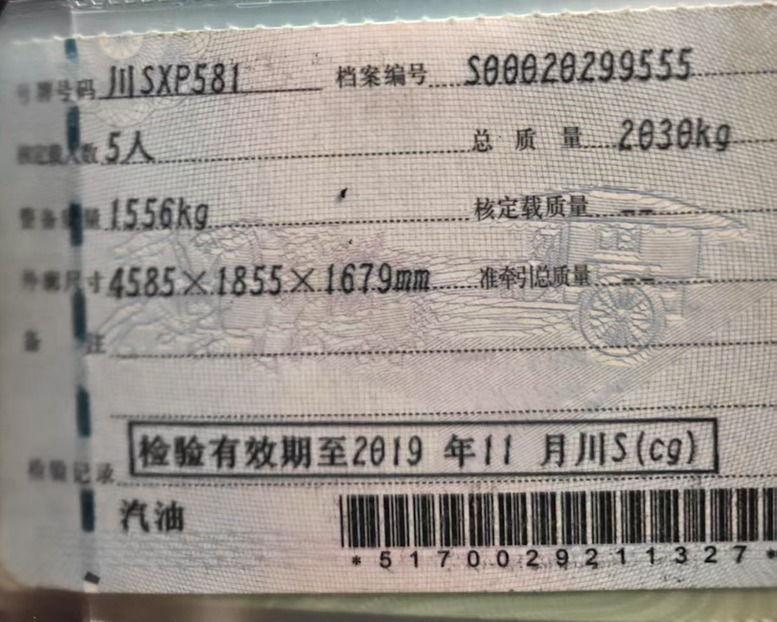 号牌号码 川SXP581 档案编号 S00020299555
核定载人数 5人 总质量 2030kg
整备质量 1556kg 核定载质量 --
外廓尺寸 4585×1855×1679mm 准牵引总质量 --
备注
检验记录 检验有效期至2019 年11 月川S(cg)
汽油
*5170029211327*